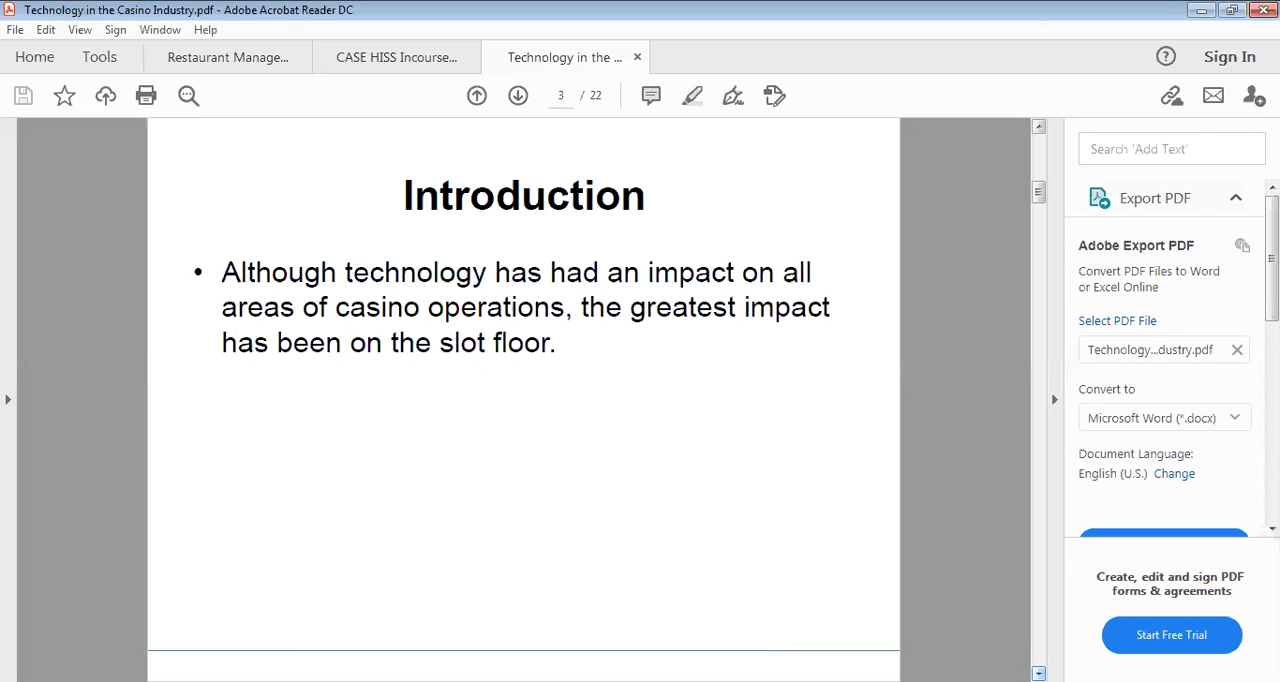 Technology in the Casino Industry.pdf - Adobe Acrobat Reader DC
File Edit View Sign Window Help
Home Tools Restaurant Manage... CASE HISS Incourse... Technology in the ... × Sign In
3 / 22
Introduction
• Although technology has had an impact on all
areas of casino operations, the greatest impact
has been on the slot floor.
Search 'Add Text'
Export PDF
Adobe Export PDF
Convert PDF Files to Word
or Excel Online
Select PDF File
Technology...dustry.pdf
Convert to
Microsoft Word (*.docx)
Document Language:
English (U.S.) Change
Create, edit and sign PDF
forms & agreements
Start Free Trial